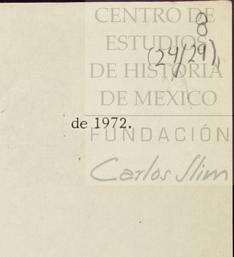 CENTRO DE
8
ESTUDIOS
(24/29)
DE HISTORIA
DE MEXICO
de 1972.
FUNDACIÓN
Carlos Slim